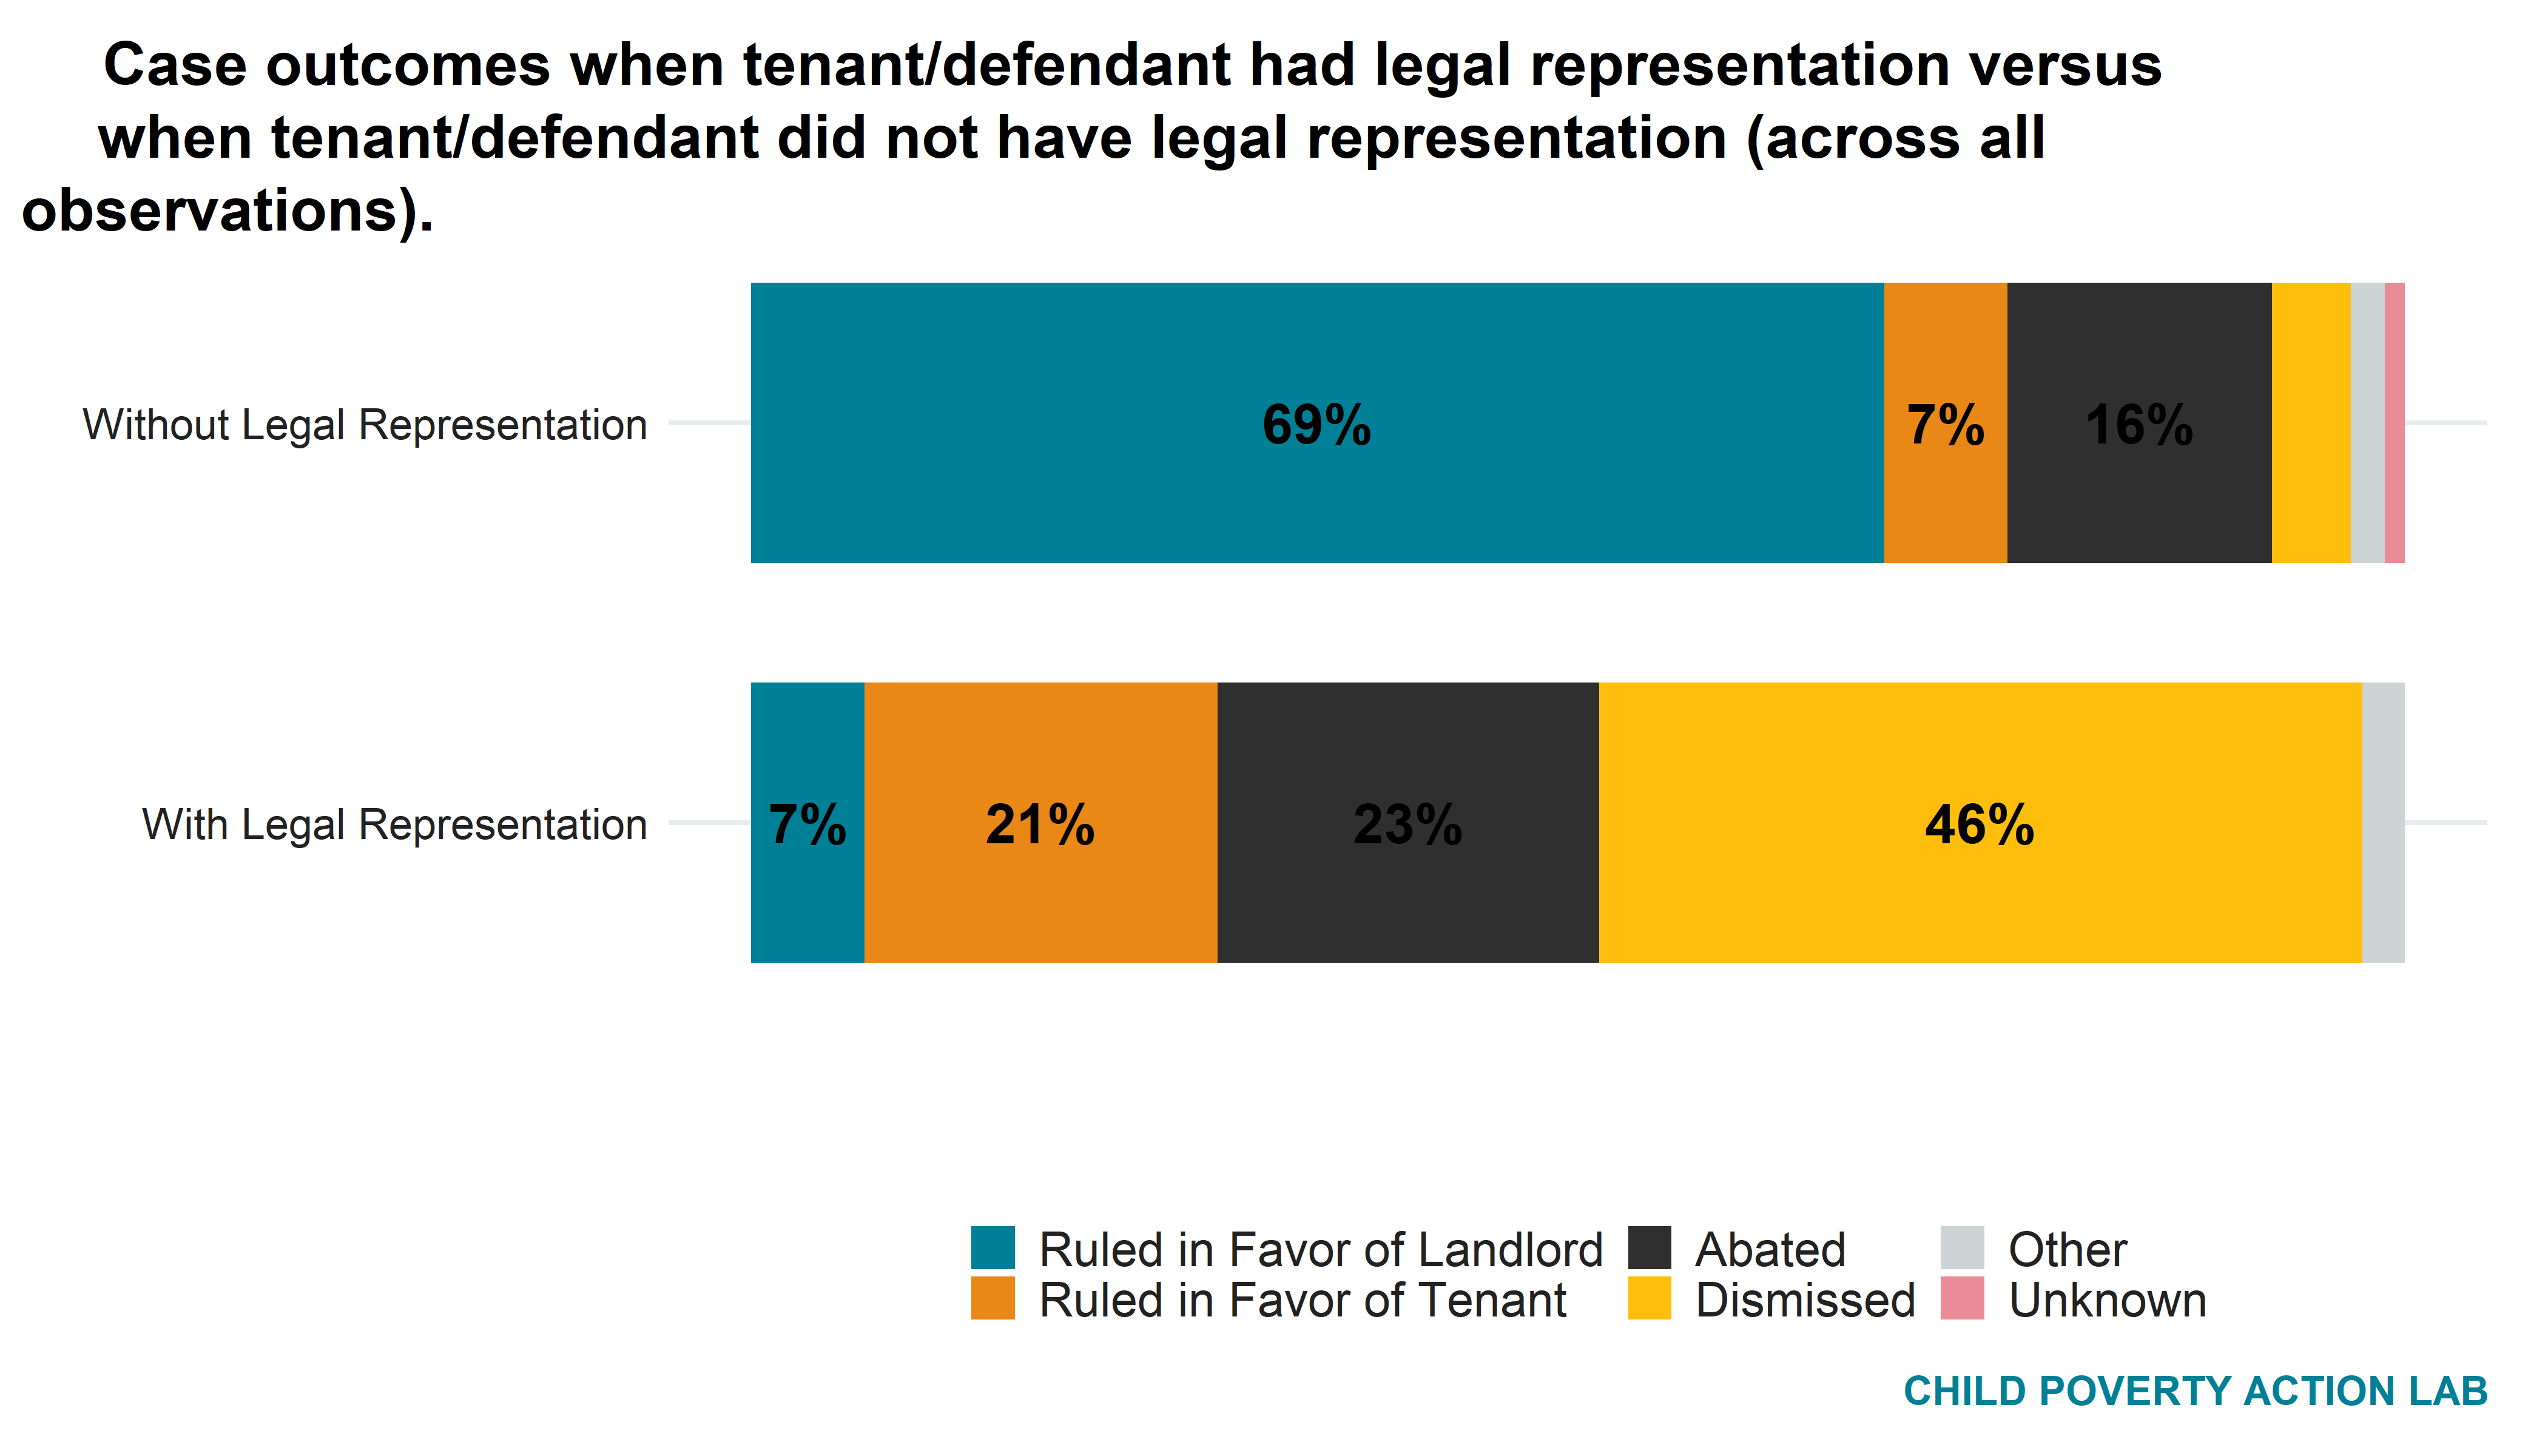 Case outcomes when tenant/defendant had legal representation versus
when tenant/defendant did not have legal representation (across all
observations).
Without Legal Representation
69%
7%
16%
With Legal Representation
7%
21%
23%
46%
Ruled in Favor of Landlord
Abated
Other
Ruled in Favor of Tenant
Dismissed
Unknown
CHILD POVERTY ACTION LAB